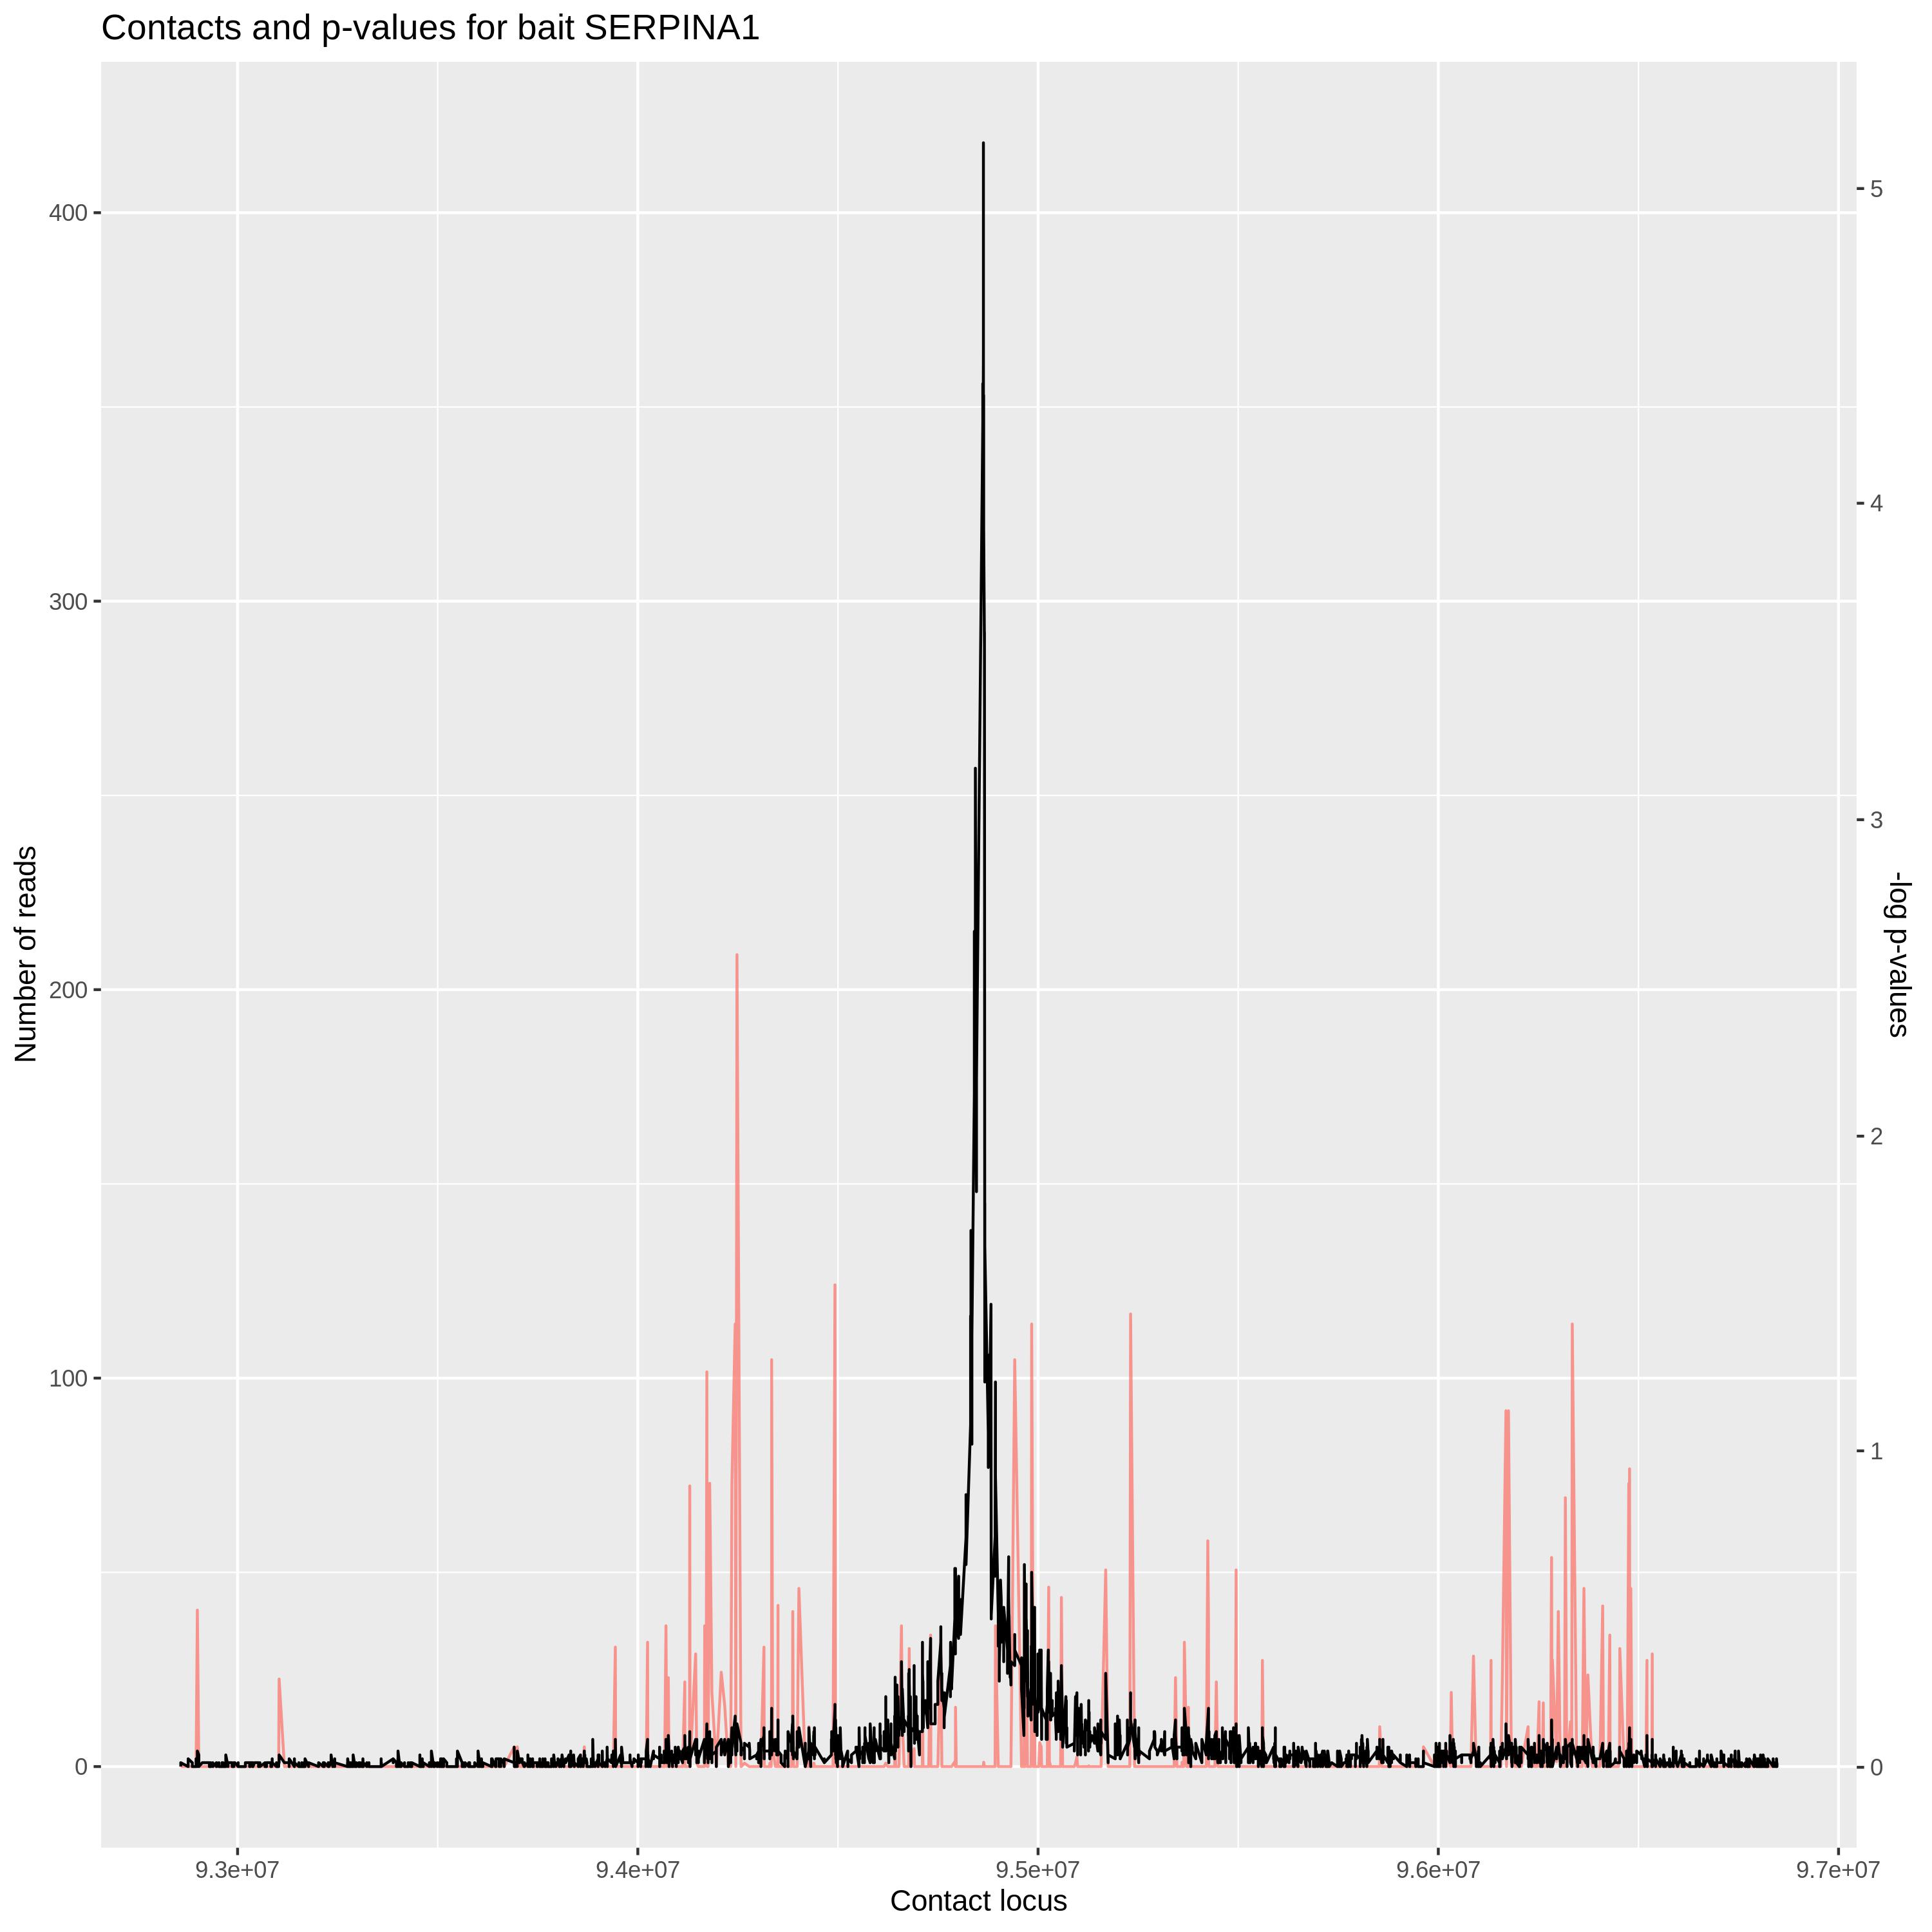 Contacts and p-values for bait SERPINA1
Number of reads
400
300
200
100
0
5
4
3
2
1
0
-log p-values
9.3e+07 9.4e+07 9.5e+07 9.6e+07 9.7e+07
Contact locus